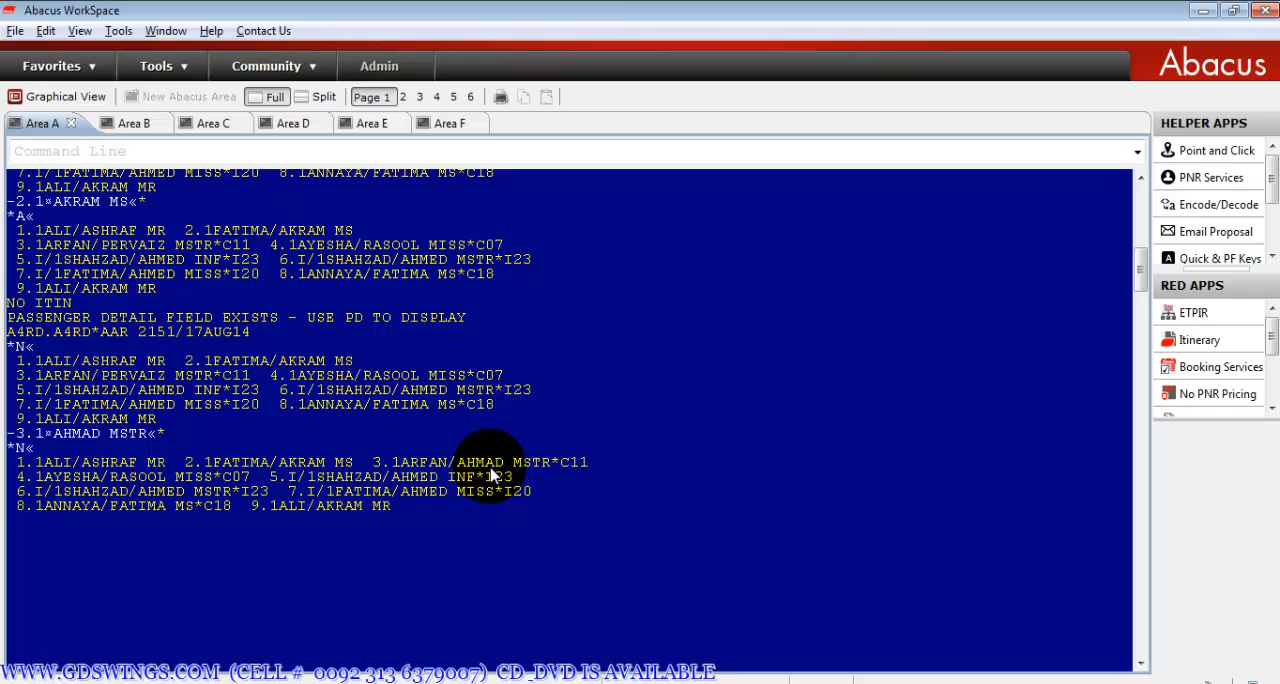 Abacus WorkSpace
File Edit View Tools Window Help Contact Us
Favorites ▼ Tools ▼ Community ▼ Admin Abacus
Graphical View New Abacus Area Full Split Page 1 2 3 4 5 6
Area A Area B Area C Area D Area E Area F
Command Line
7.I/1FATIMA/AHMED MISS*I20 8.1ANNAYA/FATIMA MS*C18
9.1ALI/AKRAM MR
-2.1¤AKRAM MS«*
*A«
1.1ALI/ASHRAF MR 2.1FATIMA/AKRAM MS
3.1ARFAN/PERVAIZ MSTR*C11 4.1AYESHA/RASOOL MISS*C07
5.I/1SHAHZAD/AHMED INF*I23 6.I/1SHAHZAD/AHMED MSTR*I23
7.I/1FATIMA/AHMED MISS*I20 8.1ANNAYA/FATIMA MS*C18
9.1ALI/AKRAM MR
NO ITIN
PASSENGER DETAIL FIELD EXISTS - USE PD TO DISPLAY
A4RD.A4RD*AAR 2151/17AUG14
*N«
1.1ALI/ASHRAF MR 2.1FATIMA/AKRAM MS
3.1ARFAN/PERVAIZ MSTR*C11 4.1AYESHA/RASOOL MISS*C07
5.I/1SHAHZAD/AHMED INF*I23 6.I/1SHAHZAD/AHMED MSTR*I23
7.I/1FATIMA/AHMED MISS*I20 8.1ANNAYA/FATIMA MS*C18
9.1ALI/AKRAM MR
-3.1¤AHMAD MSTR«*
*N«
1.1ALI/ASHRAF MR 2.1FATIMA/AKRAM MS 3.1ARFAN/AHMAD MSTR*C11
4.1AYESHA/RASOOL MISS*C07 5.I/1SHAHZAD/AHMED INF*I23
6.I/1SHAHZAD/AHMED MSTR*I23 7.I/1FATIMA/AHMED MISS*I20
8.1ANNAYA/FATIMA MS*C18 9.1ALI/AKRAM MR
HELPER APPS
Point and Click
PNR Services
Encode/Decode
Email Proposal
Quick & PF Keys
RED APPS
ETPIR
Itinerary
Booking Services
No PNR Pricing
WWW.GDSWINGS.COM (CELL # 0092 313 6379007) CD_DVD IS AVAILABLE